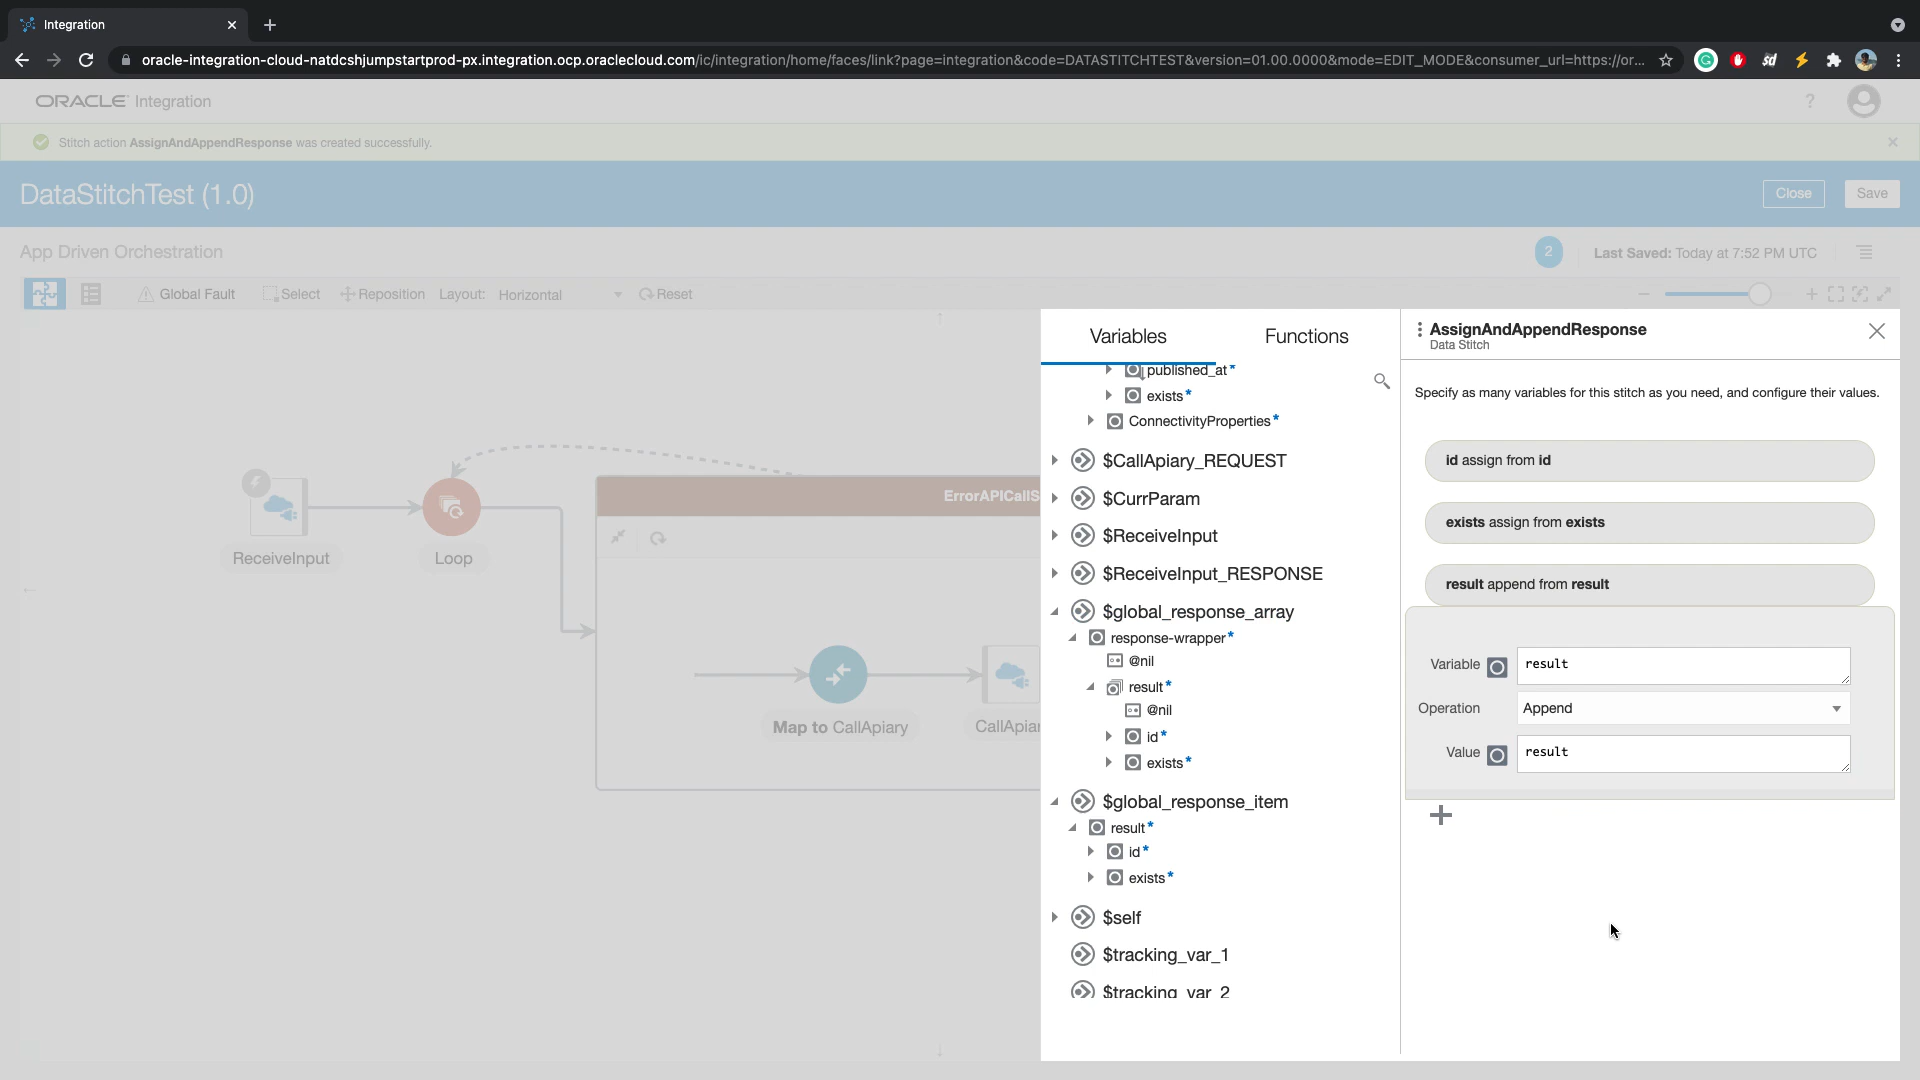 Integration
oracle-integration-cloud-natdcshjumpstartprod-px.integration.ocp.oraclecloud.com/ic/integration/home/faces/link?page=integration&code=DATASTITCHTEST&version=01.00.0000&mode=EDIT_MODE&consumer_url=https://or...
ORACLE Integration
?
Stitch action AssignAndAppendResponse was created successfully.
DataStitchTest (1.0)
Close
Save
App Driven Orchestration
2
Last Saved: Today at 7:52 PM UTC
Global Fault
Select
Reposition
Layout:
Horizontal
Reset
ReceiveInput
Loop
ErrorAPICallS
Map to CallApiary
CallApiar
Variables
Functions
published_at*
exists*
ConnectivityProperties*
$CallApiary_REQUEST
$CurrParam
$ReceiveInput
$ReceiveInput_RESPONSE
$global_response_array
response-wrapper*
@nil
result*
@nil
id*
exists*
$global_response_item
result*
id*
exists*
$self
$tracking_var_1
$tracking_var_2
AssignAndAppendResponse
Data Stitch
Specify as many variables for this stitch as you need, and configure their values.
id assign from id
exists assign from exists
result append from result
Variable
result
Operation
Append
Value
result